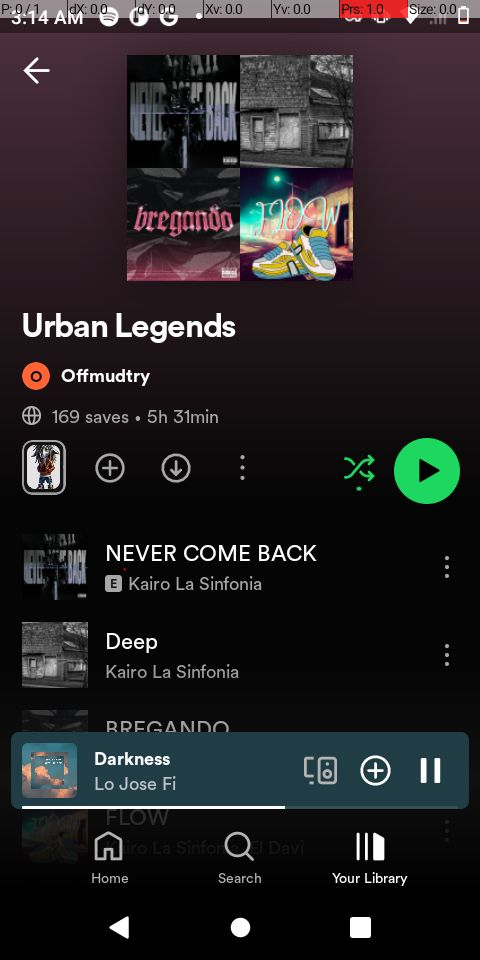 P: 0 / 1 dX: 0.0 dY: 0.0 Xv: 0.0 Yv: 0.0 Prs: 1.0 Size: 0.0
3:14 AM
NEVER COME BACK
bregando
FLOW
Urban Legends
O Offmudtry
169 saves • 5h 31min
NEVER COME BACK
E Kairo La Sinfonia
Deep
Kairo La Sinfonia
BREGANDO
Darkness
Lo Jose Fi
FLOW
Kairo La Sinfonia, El Davi
Home Search Your Library